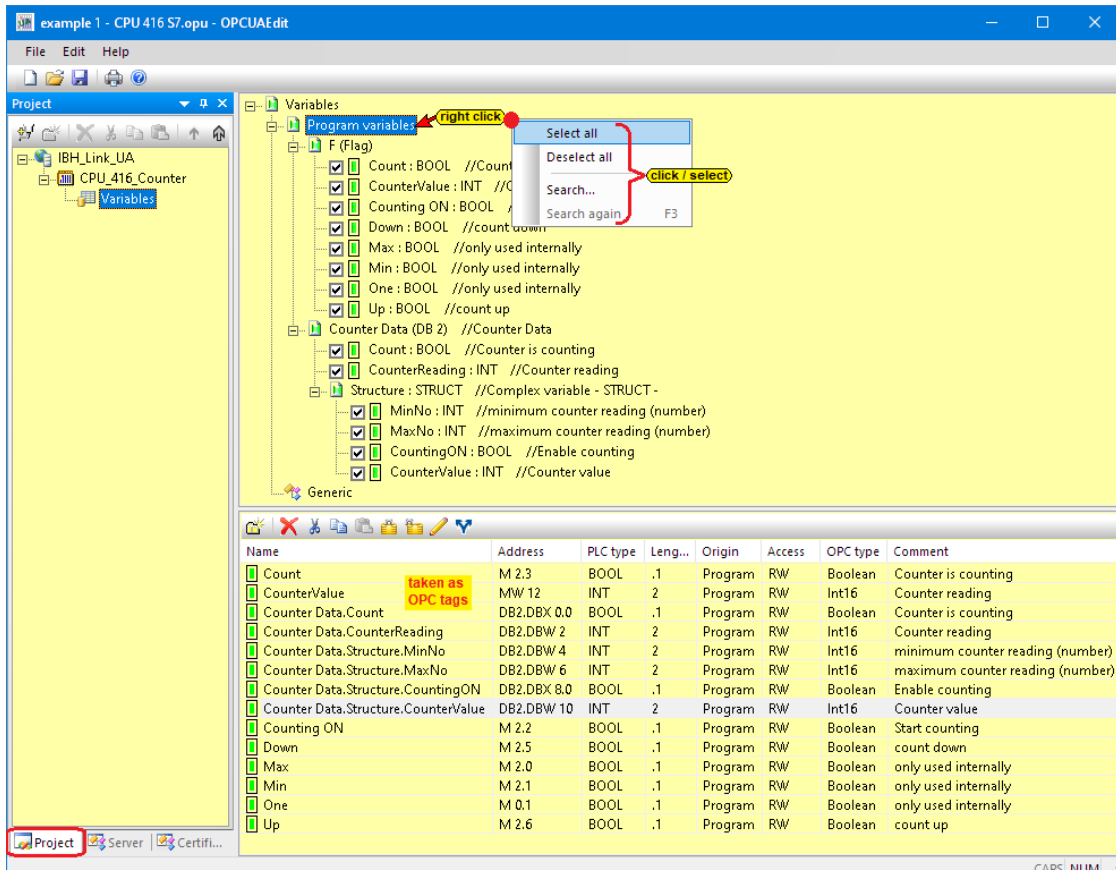 example 1 - CPU 416 S7.opu - OPCUAEdit
File Edit Help
Project
IBH_Link_UA
CPU_416_Counter
Variables
Variables
Program variables
right click
Select all
Deselect all
Search...
Search again F3
click / select
F (Flag)
Count : BOOL //Count
CounterValue : INT //C
Counting ON : BOOL /
Down : BOOL //count down
Max : BOOL //only used internally
Min : BOOL //only used internally
One : BOOL //only used internally
Up : BOOL //count up
Counter Data (DB 2) //Counter Data
Count : BOOL //Counter is counting
CounterReading : INT //Counter reading
Structure : STRUCT //Complex variable - STRUCT -
MinNo : INT //minimum counter reading (number)
MaxNo : INT //maximum counter reading (number)
CountingON : BOOL //Enable counting
CounterValue : INT //Counter value
Generic
Name Address PLC type Leng... Origin Access OPC type Comment
Count M 2.3 BOOL .1 Program RW Boolean Counter is counting
taken as
OPC tags
CounterValue MW 12 INT 2 Program RW Int16 Counter reading
Counter Data.Count DB2.DBX 0.0 BOOL .1 Program RW Boolean Counter is counting
Counter Data.CounterReading DB2.DBW 2 INT 2 Program RW Int16 Counter reading
Counter Data.Structure.MinNo DB2.DBW 4 INT 2 Program RW Int16 minimum counter reading (number)
Counter Data.Structure.MaxNo DB2.DBW 6 INT 2 Program RW Int16 maximum counter reading (number)
Counter Data.Structure.CountingON DB2.DBX 8.0 BOOL .1 Program RW Boolean Enable counting
Counter Data.Structure.CounterValue DB2.DBW 10 INT 2 Program RW Int16 Counter value
Counting ON M 2.2 BOOL .1 Program RW Boolean Start counting
Down M 2.5 BOOL .1 Program RW Boolean count down
Max M 2.0 BOOL .1 Program RW Boolean only used internally
Min M 2.1 BOOL .1 Program RW Boolean only used internally
One M 0.1 BOOL .1 Program RW Boolean only used internally
Up M 2.6 BOOL .1 Program RW Boolean count up
Project Server Certifi...
CAPS NUM